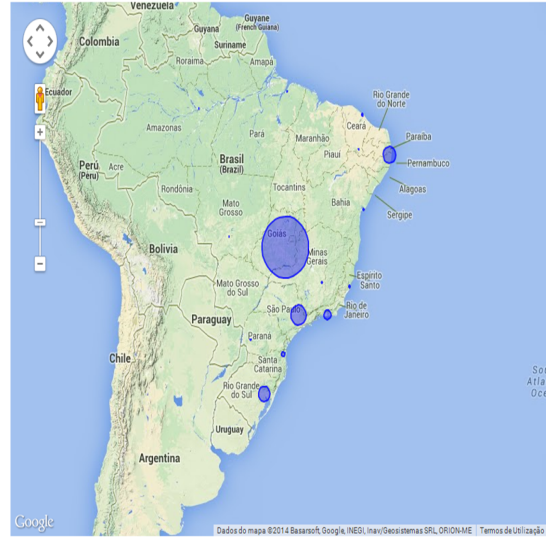 Venezuela
Guyane
(French Guiana)
Guyana
Colombia
Suriname
Roraima
Amapá
Ecuador
Rio Grande
do Norte
Amazonas
Pará
Ceará
Maranhão
Paraíba
Piauí
Perú
(Peru)
Acre
Brasil
(Brazil)
Pernambuco
Rondônia
Tocantins
Alagoas
Mato
Grosso
Bahia
Sergipe
Goiás
Bolivia
Minas
Gerais
Mato Grosso
do Sul
Espírito
Santo
São Paulo
Rio de
Janeiro
Paraguay
Paraná
Chile
Santa
Catarina
Rio Grande
do Sul
Uruguay
Argentina
Google
Dados do mapa ©2014 Basarsoft, Google, INEGI, Inav/Geosistemas SRL, ORION-ME
Termos de Utilização